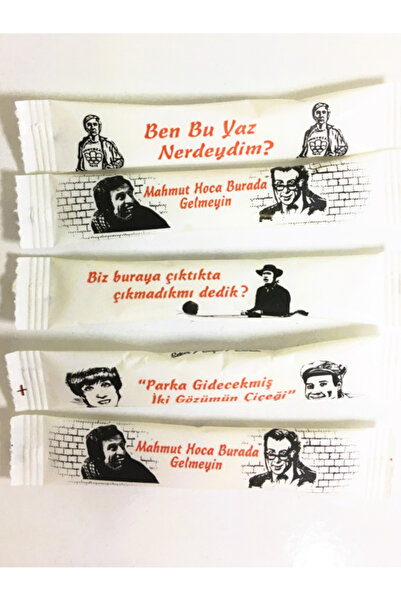 Ben Bu Yaz
Nerdeydim?
Mahmut Hoca Burada
Gelmeyin
Biz buraya çıktıkta
çıkmadıkmı dedik?
"Parka Gidecekmiş
İki Gözümün Çiçeği"
Mahmut Hoca Burada
Gelmeyin